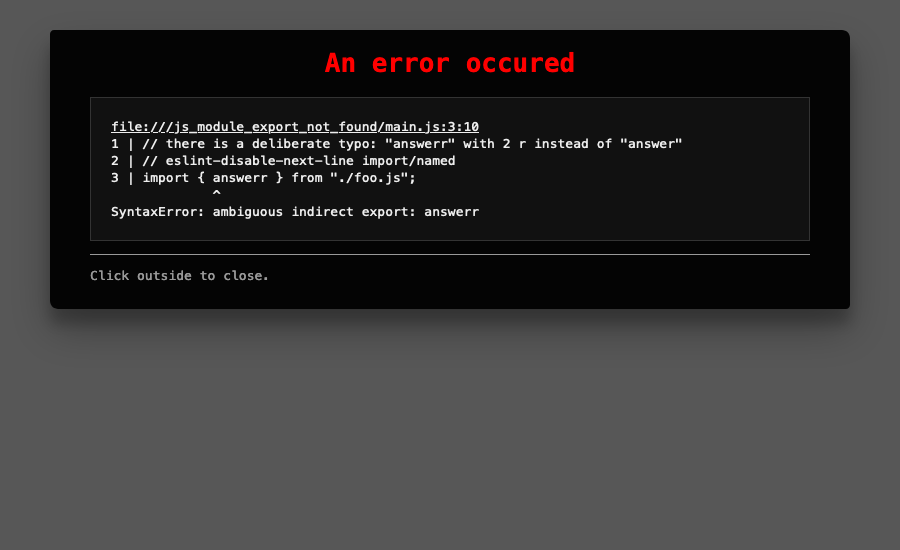 An error occured
file:///js_module_export_not_found/main.js:3:10
1 | // there is a deliberate typo: "answerr" with 2 r instead of "answer"
2 | // eslint-disable-next-line import/named
3 | import { answerr } from "./foo.js";
             ^
SyntaxError: ambiguous indirect export: answerr
Click outside to close.